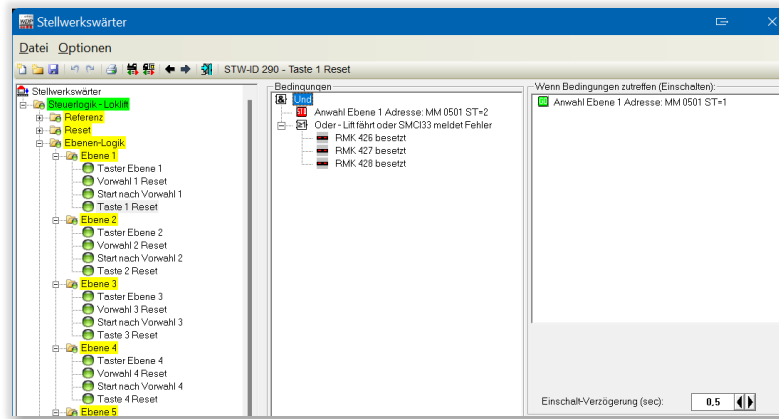 Stellwerkswärter
Datei Optionen
STW-ID 290 - Taste 1 Reset
Stellwerkswärter
Steuerlogik - Loklift
Referenz
Reset
Ebenen-Logik
Ebene 1
Taster Ebene 1
Vorwahl 1 Reset
Start nach Vorwahl 1
Taste 1 Reset
Ebene 2
Taster Ebene 2
Vorwahl 2 Reset
Start nach Vorwahl 2
Taste 2 Reset
Ebene 3
Taster Ebene 3
Vorwahl 3 Reset
Start nach Vorwahl 3
Taste 3 Reset
Ebene 4
Taster Ebene 4
Vorwahl 4 Reset
Start nach Vorwahl 4
Taste 4 Reset
Ebene 5
Bedingungen
& Und
Anwahl Ebene 1 Adresse: MM 0501 ST=2
≥1 Oder - Lift fährt oder SMCI33 meldet Fehler
RMK 426 besetzt
RMK 427 besetzt
RMK 428 besetzt
Wenn Bedingungen zutreffen (Einschalten):
Anwahl Ebene 1 Adresse: MM 0501 ST=1
Einschalt-Verzögerung (sec): 0,5